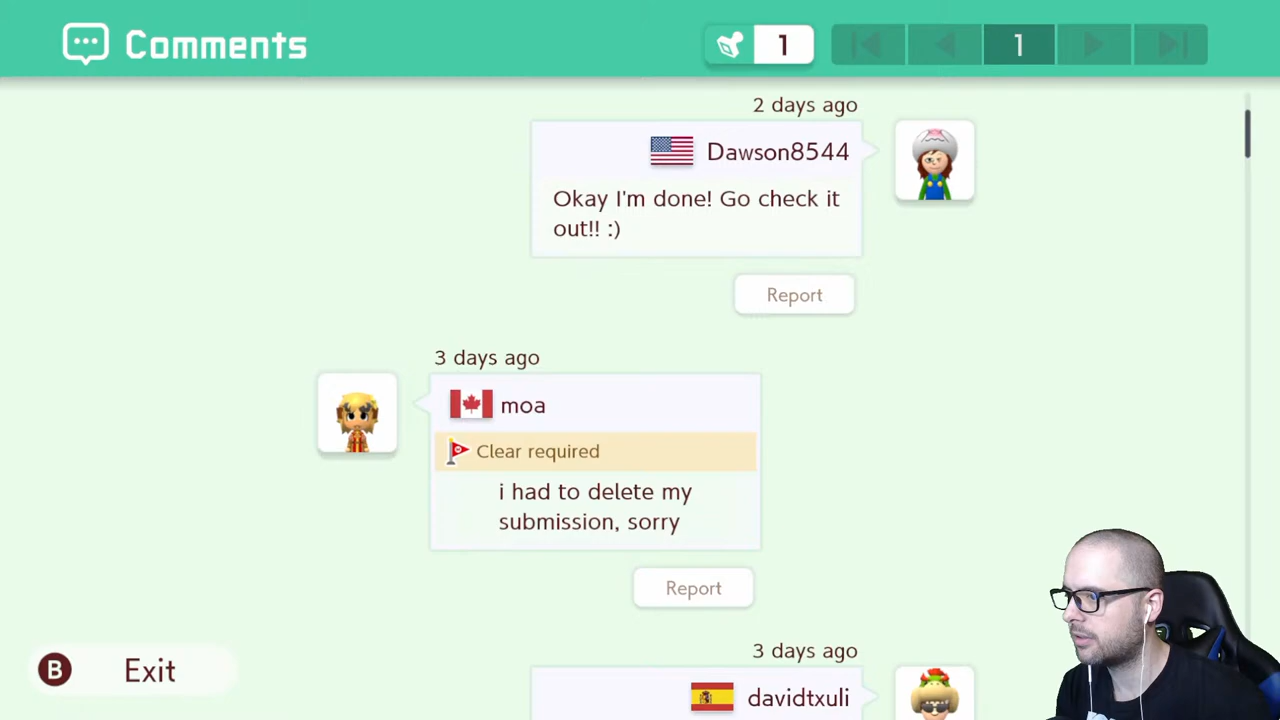 Comments
1
1
2 days ago
Dawson8544
Okay I'm done! Go check it
out!! :)
Report
3 days ago
moa
Clear required
i had to delete my
submission, sorry
Report
3 days ago
davidtxuli
B Exit